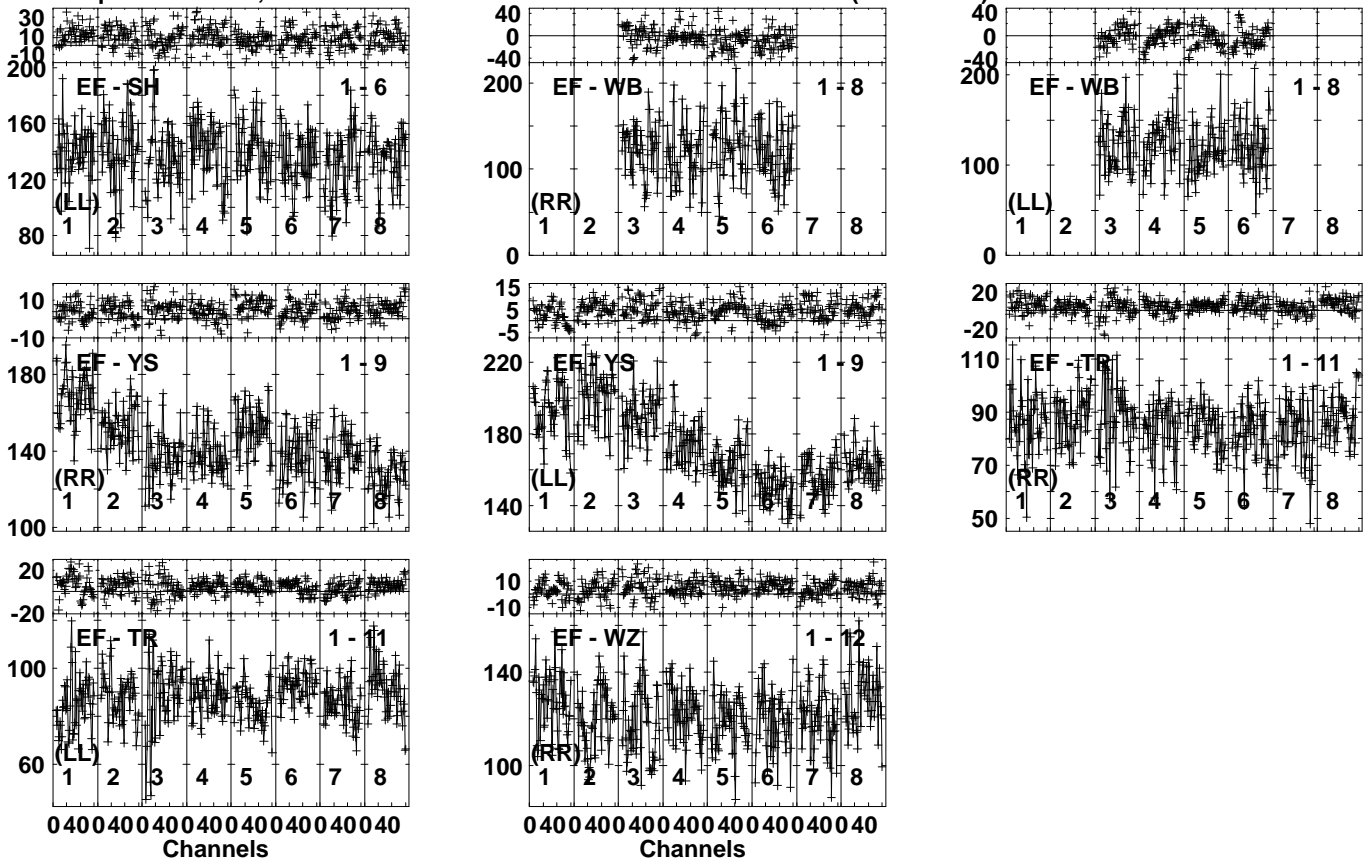 30
10
-10
200
160
120
80
EF - SH 1 - 6
(LL)
1 2 3 4 5 6 7 8
40
0
-40
200
100
0
EF - WB 1 - 8
(RR)
1 2 3 4 5 6 7 8
40
0
-40
200
100
0
EF - WB 1 - 8
(LL)
1 2 3 4 5 6 7 8
10
-10
180
140
100
EF - YS 1 - 9
(RR)
1 2 3 4 5 6 7 8
15
5
-5
220
180
140
EF - YS 1 - 9
(LL)
1 2 3 4 5 6 7 8
20
-20
110
90
70
50
EF - TR 1 - 11
(RR)
1 2 3 4 5 6 7 8
20
-20
100
60
EF - TR 1 - 11
(LL)
1 2 3 4 5 6 7 8
0 40 0 40 0 40 0 40 0 40 0 40 0 40 0 40
Channels
10
-10
140
100
EF - WZ 1 - 12
(RR)
1 2 3 4 5 6 7 8
0 40 0 40 0 40 0 40 0 40 0 40 0 40 0 40
Channels